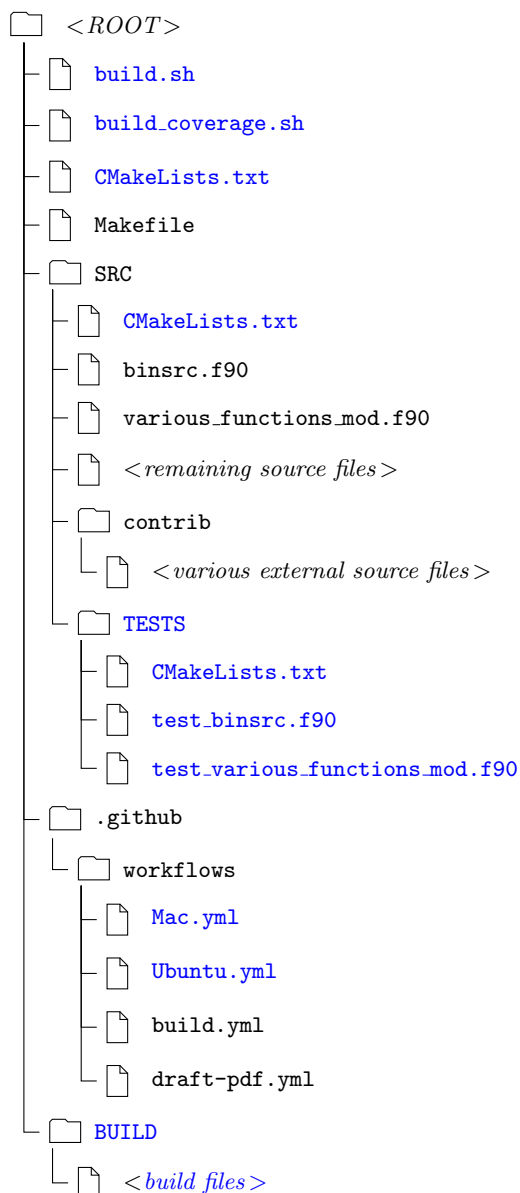 <ROOT>
build.sh
build_coverage.sh
CMakeLists.txt
Makefile
SRC
CMakeLists.txt
binsrc.f90
various_functions_mod.f90
<remaining source files>
contrib
<various external source files>
TESTS
CMakeLists.txt
test_binsrc.f90
test_various_functions_mod.f90
.github
workflows
Mac.yml
Ubuntu.yml
build.yml
draft-pdf.yml
BUILD
<build files>